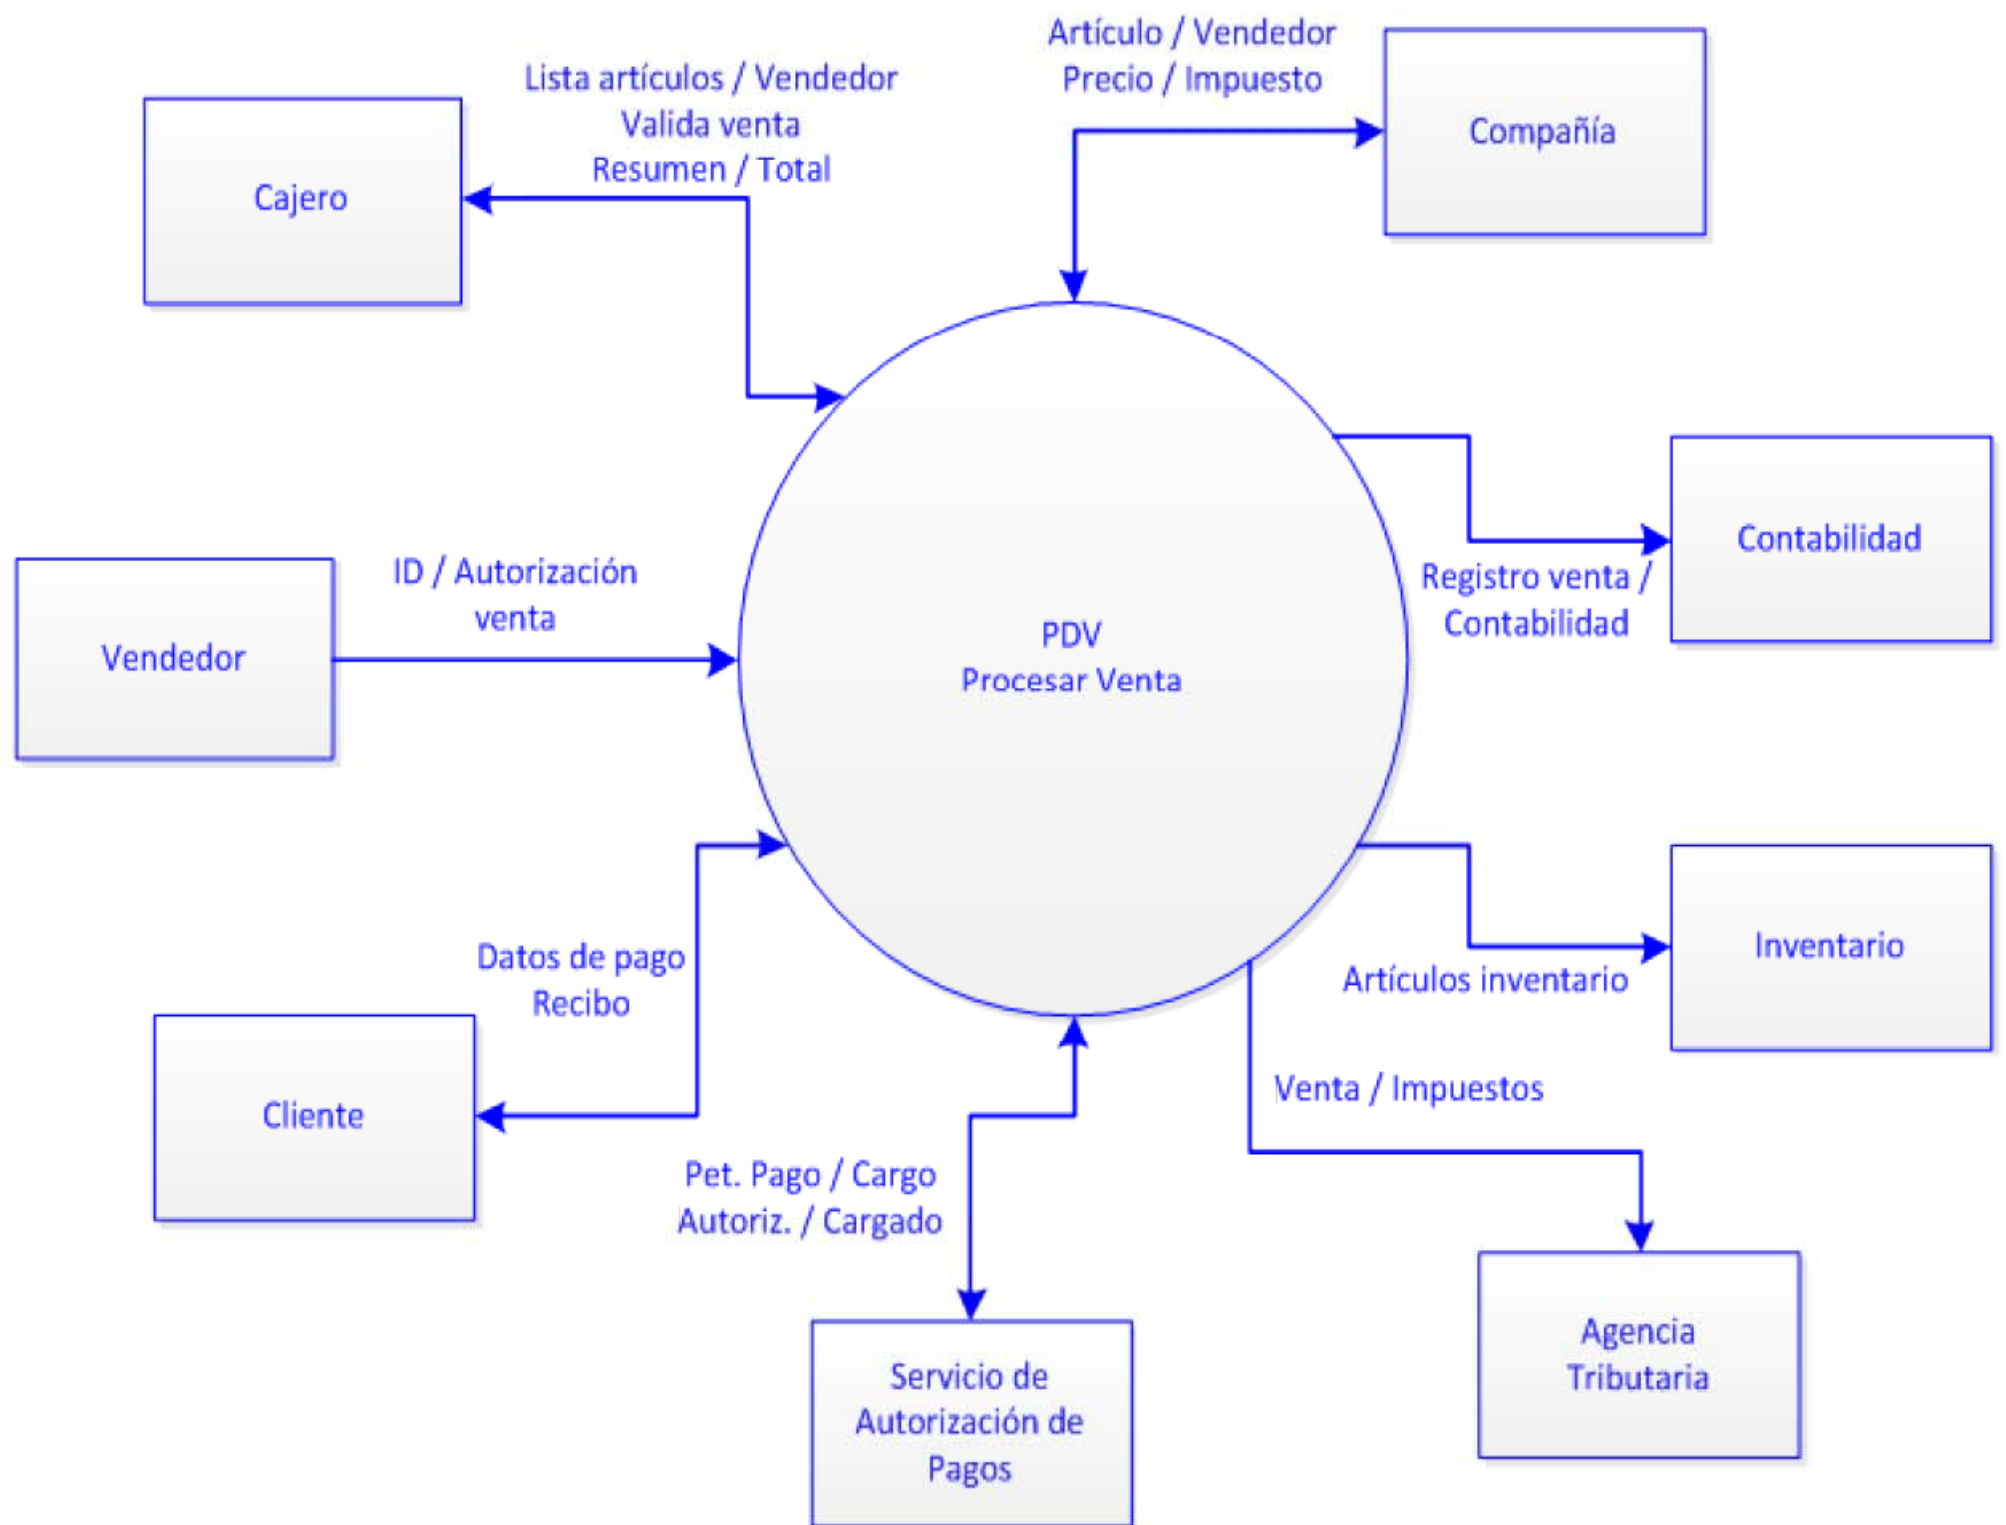 Artículo / Vendedor
Precio / Impuesto
Compañía
Lista artículos / Vendedor
Valida venta
Resumen / Total
Cajero
Contabilidad
Registro venta /
Contabilidad
ID / Autorización
venta
Vendedor
PDV
Procesar Venta
Datos de pago
Recibo
Inventario
Artículos inventario
Cliente
Venta / Impuestos
Pet. Pago / Cargo
Autoriz. / Cargado
Servicio de
Autorización de
Pagos
Agencia
Tributaria